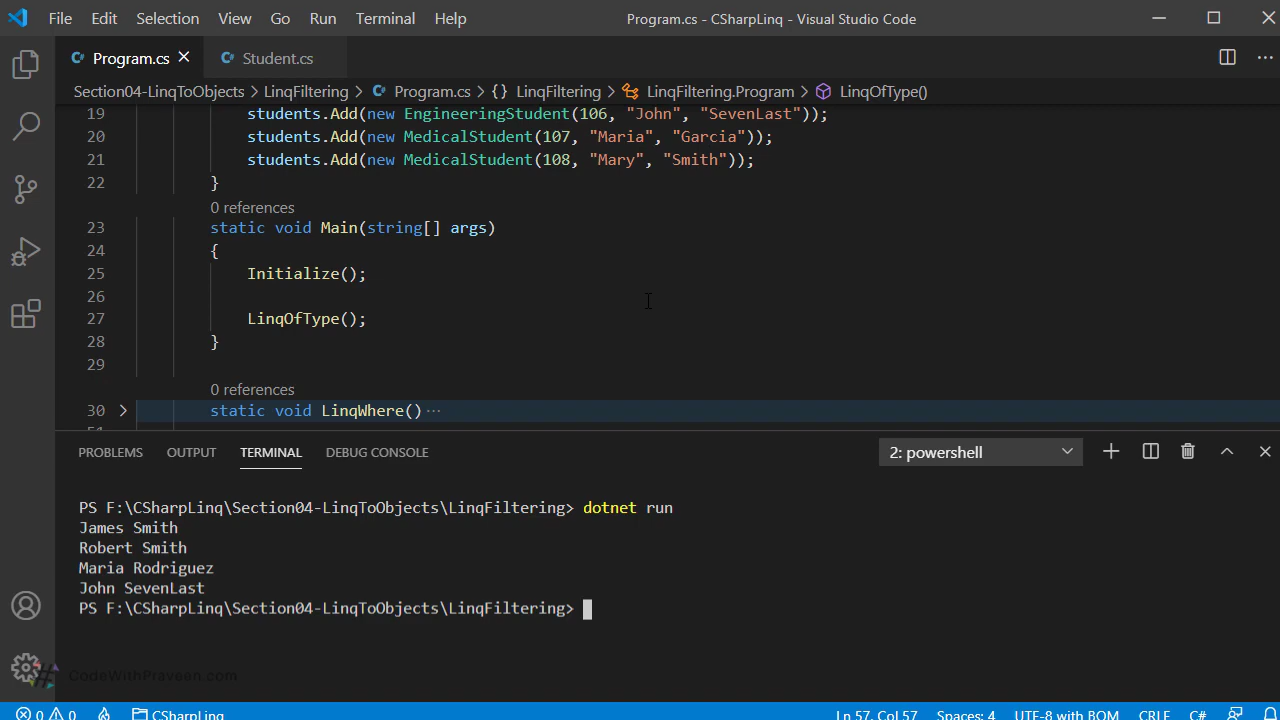 File Edit Selection View Go Run Terminal Help Program.cs - CSharpLinq - Visual Studio Code
Program.cs Student.cs
Section04-LinqToObjects > LinqFiltering > Program.cs > {} LinqFiltering > LinqFiltering.Program > LinqOfType()
19 students.Add(new EngineeringStudent(106, "John", "SevenLast"));
20 students.Add(new MedicalStudent(107, "Maria", "Garcia"));
21 students.Add(new MedicalStudent(108, "Mary", "Smith"));
22 }
0 references
23 static void Main(string[] args)
24 {
25 Initialize();
26
27 LinqOfType();
28 }
29
0 references
30 static void LinqWhere() ···
51
PROBLEMS OUTPUT TERMINAL DEBUG CONSOLE 2: powershell
PS F:\CSharpLinq\Section04-LinqToObjects\LinqFiltering> dotnet run
James Smith
Robert Smith
Maria Rodriguez
John SevenLast
PS F:\CSharpLinq\Section04-LinqToObjects\LinqFiltering>
CodeWithPraveen.com
0 0 CSharpLinq Ln 57, Col 57 Spaces: 4 UTF-8 with BOM CRLF C#